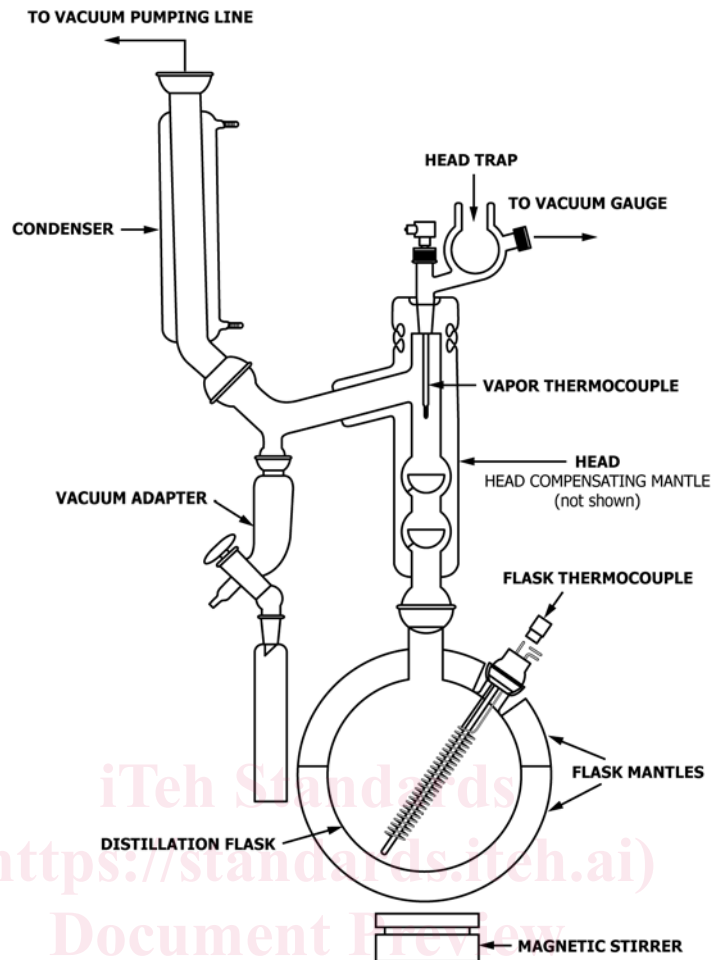 TO VACUUM PUMPING LINE
HEAD TRAP
TO VACUUM GAUGE
CONDENSER
VAPOR THERMOCOUPLE
HEAD
HEAD COMPENSATING MANTLE
(not shown)
VACUUM ADAPTER
FLASK THERMOCOUPLE
FLASK MANTLES
iTeh Standards
DISTILLATION FLASK
https://standards.iteh.ai)
Document Preview
MAGNETIC STIRRER